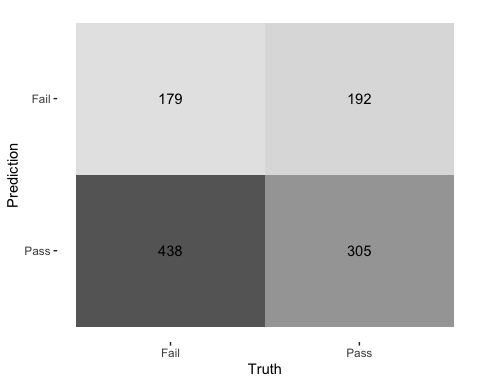 Fail
179 192
Prediction
Pass
438 305
Fail Pass
Truth